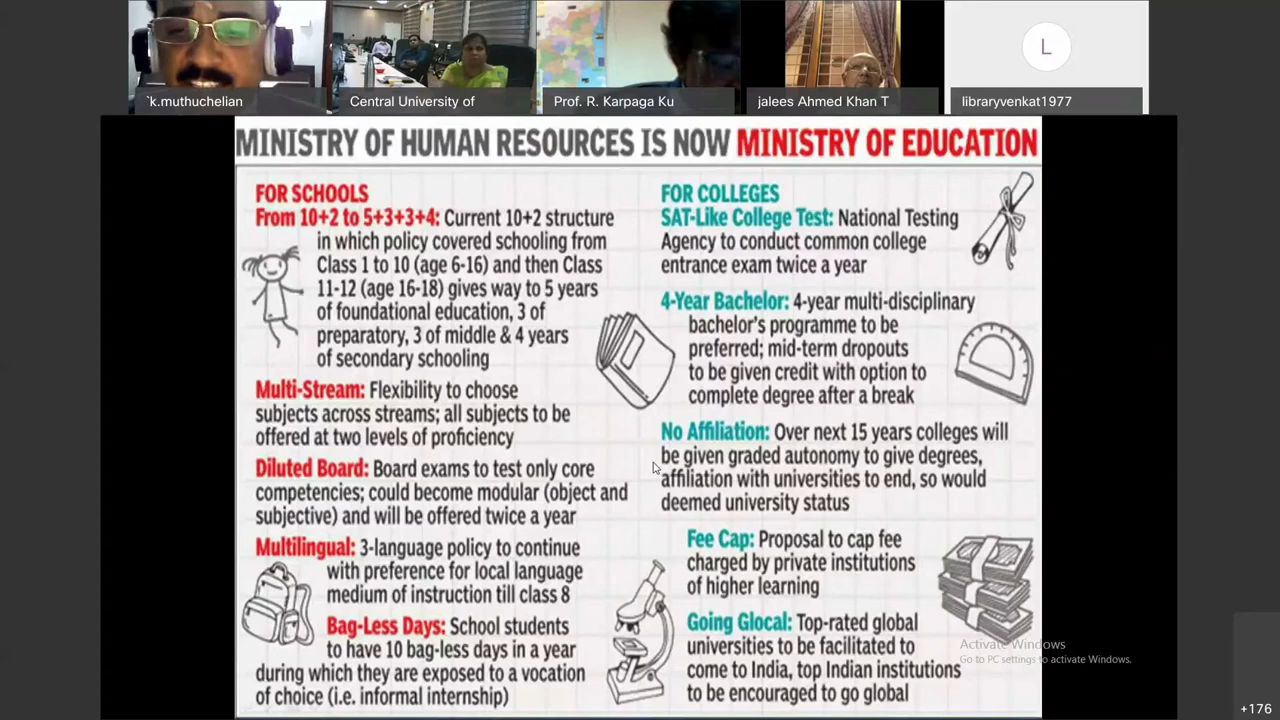 `k.muthuchelian
Central University of
Prof. R. Karpaga Ku
jalees Ahmed Khan T
L
libraryvenkat1977
MINISTRY OF HUMAN RESOURCES IS NOW MINISTRY OF EDUCATION
FOR SCHOOLS
From 10+2 to 5+3+3+4: Current 10+2 structure
in which policy covered schooling from
Class 1 to 10 (age 6-16) and then Class
11-12 (age 16-18) gives way to 5 years
of foundational education, 3 of
preparatory, 3 of middle & 4 years
of secondary schooling
Multi-Stream: Flexibility to choose
subjects across streams; all subjects to be
offered at two levels of proficiency
Diluted Board: Board exams to test only core
competencies; could become modular (object and
subjective) and will be offered twice a year
Multilingual: 3-language policy to continue
with preference for local language
medium of instruction till class 8
Bag-Less Days: School students
to have 10 bag-less days in a year
during which they are exposed to a vocation
of choice (i.e. informal internship)
FOR COLLEGES
SAT-Like College Test: National Testing
Agency to conduct common college
entrance exam twice a year
4-Year Bachelor: 4-year multi-disciplinary
bachelor's programme to be
preferred; mid-term dropouts
to be given credit with option to
complete degree after a break
No Affiliation: Over next 15 years colleges will
be given graded autonomy to give degrees,
affiliation with universities to end, so would
deemed university status
Fee Cap: Proposal to cap fee
charged by private institutions
of higher learning
Going Glocal: Top-rated global
universities to be facilitated to
come to India, top Indian institutions
to be encouraged to go global
Activate Windows
Go to PC settings to activate Windows.
+176